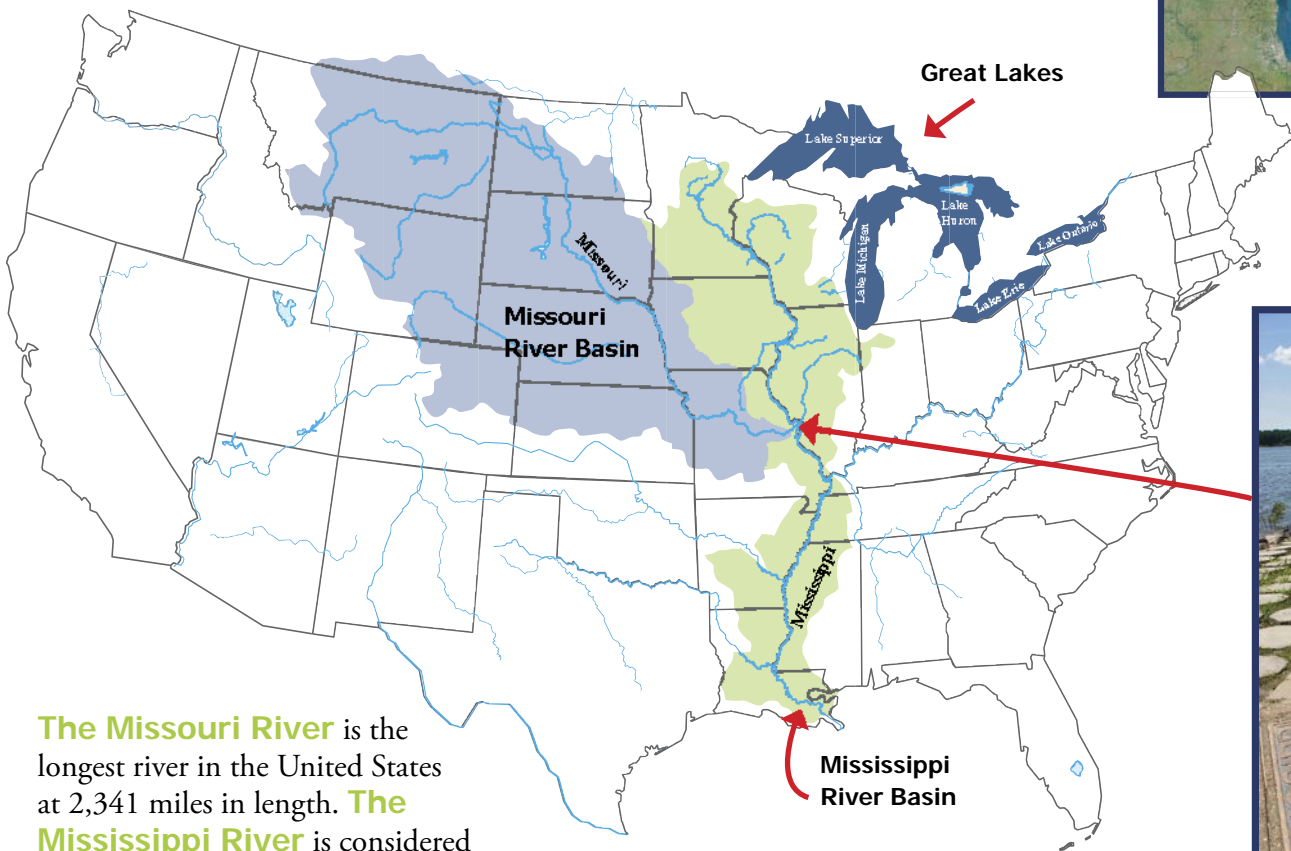 Great Lakes
Lake Superior
Lake
Huron
Lake Ontario
Lake Michigan
Lake Erie
Missouri
Missouri
River Basin
Mississippi
The Missouri River is the
longest river in the United States
at 2,341 miles in length. The
Mississippi River is considered
Mississippi
River Basin